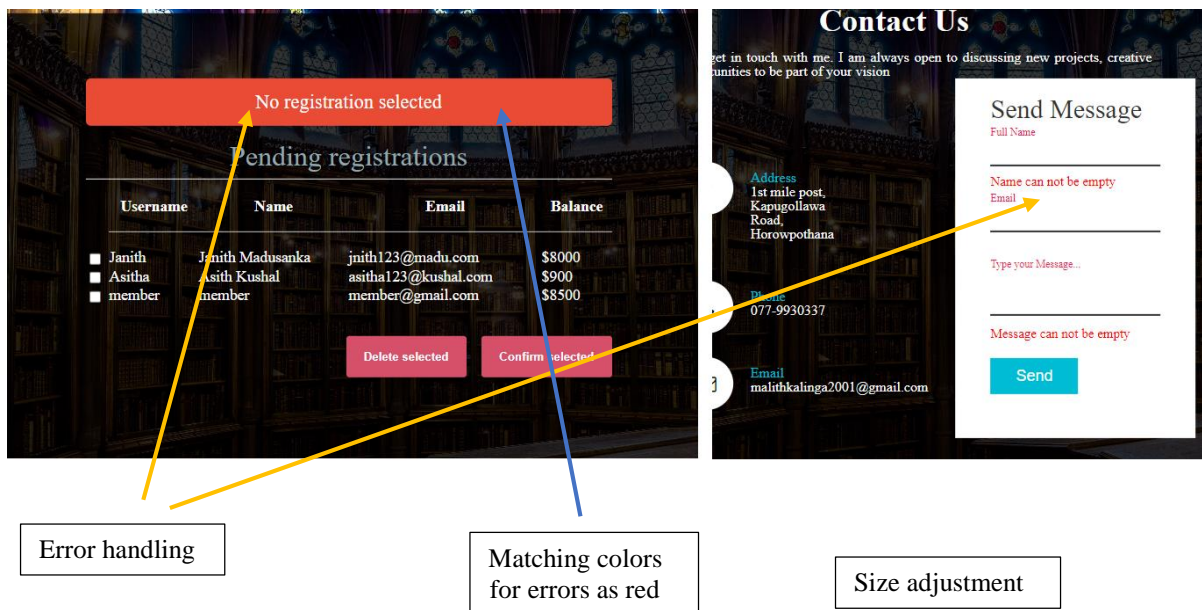 No registration selected
Pending registrations
Username Name Email Balance
Janith Janith Madusanka jnith123@madu.com $8000
Asitha Asith Kushal asitha123@kushal.com $900
member member member@gmail.com $8500
Delete selected Confirm selected
Contact Us
get in touch with me. I am always open to discussing new projects, creative
unities to be part of your vision
Send Message
Full Name
Name can not be empty
Email
Type your Message...
Message can not be empty
Send
Address
1st mile post,
Kapugollawa
Road,
Horowpothana
Phone
077-9930337
Email
malithkalinga2001@gmail.com
Error handling
Matching colors
for errors as red
Size adjustment